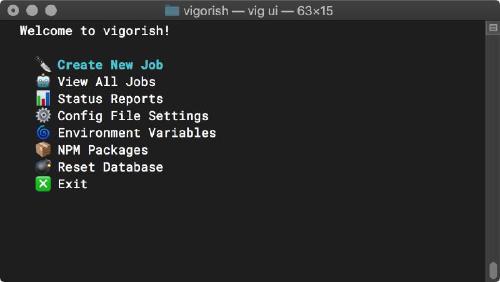 vigorish — vig ui — 63×15
Welcome to vigorish!
Create New Job
View All Jobs
Status Reports
Config File Settings
Environment Variables
NPM Packages
Reset Database
Exit